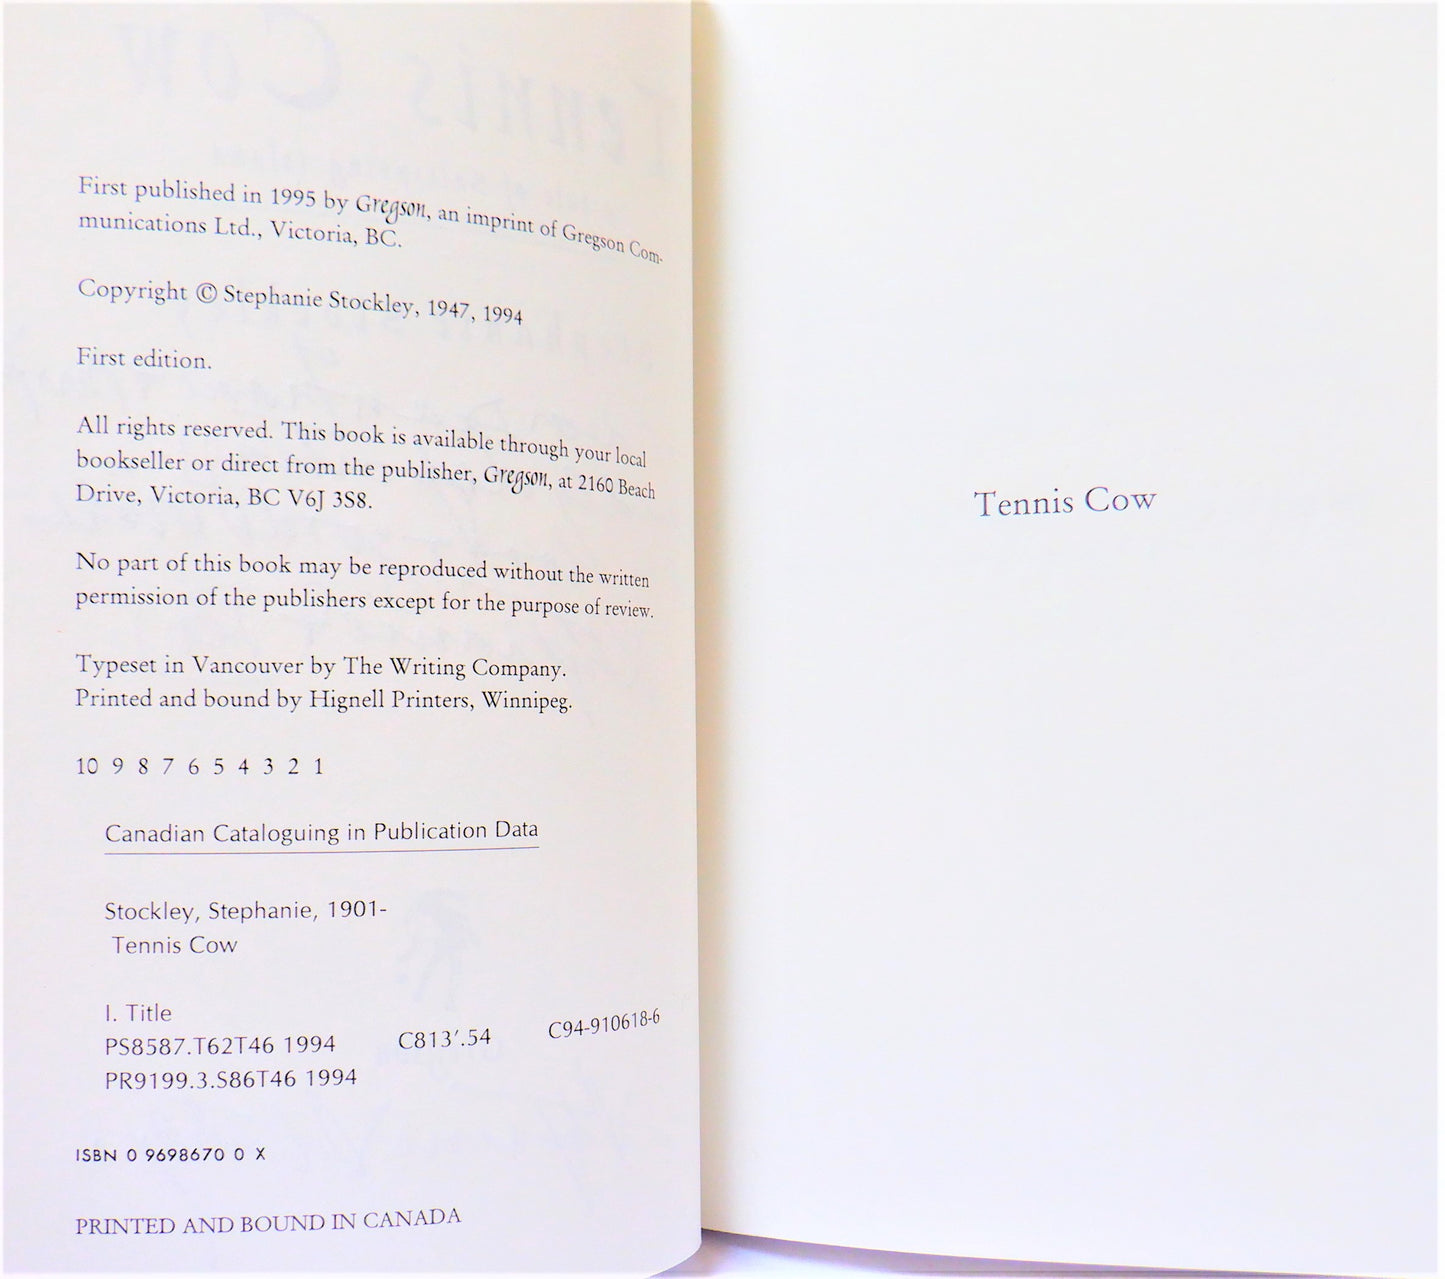 First published in 1995 by Gregson, an imprint of Gregson Com-
munications Ltd., Victoria, BC.
Copyright © Stephanie Stockley, 1947, 1994
First edition.
All rights reserved. This book is available through your local
bookseller or direct from the publisher, Gregson, at 2160 Beach
Drive, Victoria, BC V6J 3S8.
No part of this book may be reproduced without the written
permission of the publishers except for the purpose of review.
Typeset in Vancouver by The Writing Company.
Printed and bound by Hignell Printers, Winnipeg.
10 9 8 7 6 5 4 3 2 1
Canadian Cataloguing in Publication Data
Stockley, Stephanie, 1901-
Tennis Cow
I. Title
PS8587.T62T46 1994 C813′.54 C94-910618-6
PR9199.3.S86T46 1994
ISBN 0 9698670 0 X
PRINTED AND BOUND IN CANADA
Tennis Cow